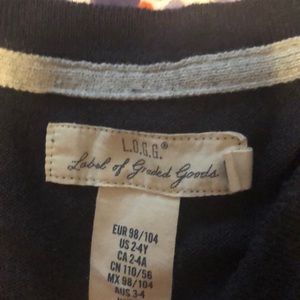 L.O.G.G.®
Label of Graded Goods
EUR 98/104
US 2-4Y
CA 2-4A
CN 110/56
MX 98/104
AUS 3-4